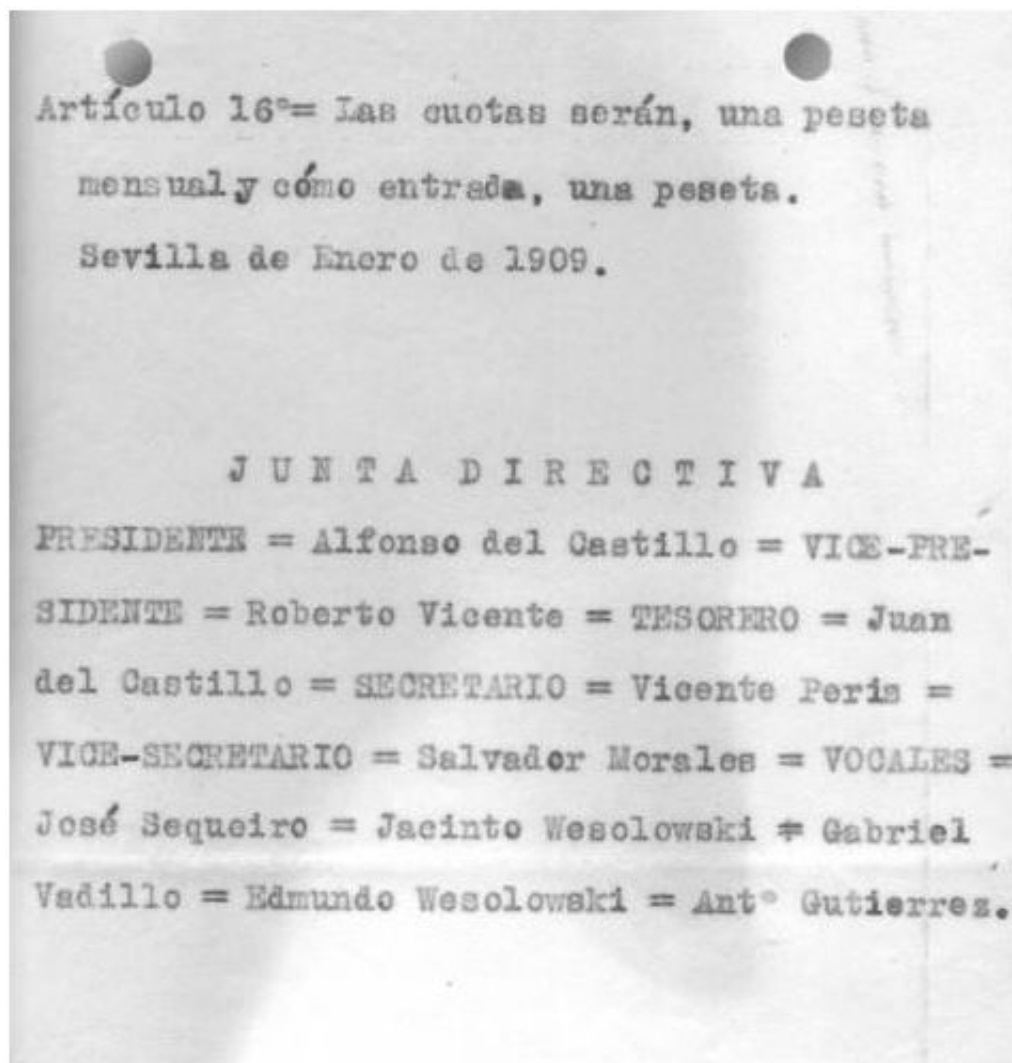 Artículo 16º= Las cuotas serán, una peseta
mensual y cómo entrada, una peseta.
Sevilla de Enero de 1909.
J U N T A D I R E C T I V A
PRESIDENTE = Alfonso del Castillo = VICE-PRE-
SIDENTE = Roberto Vicente = TESORERO = Juan
del Castillo = SECRETARIO = Vicente Peris =
VICE-SECRETARIO = Salvador Morales = VOCALES =
José Sequeiro = Jacinto Wesolowski = Gabriel
Vadillo = Edmundo Wesolowski = Antº Gutierrez.